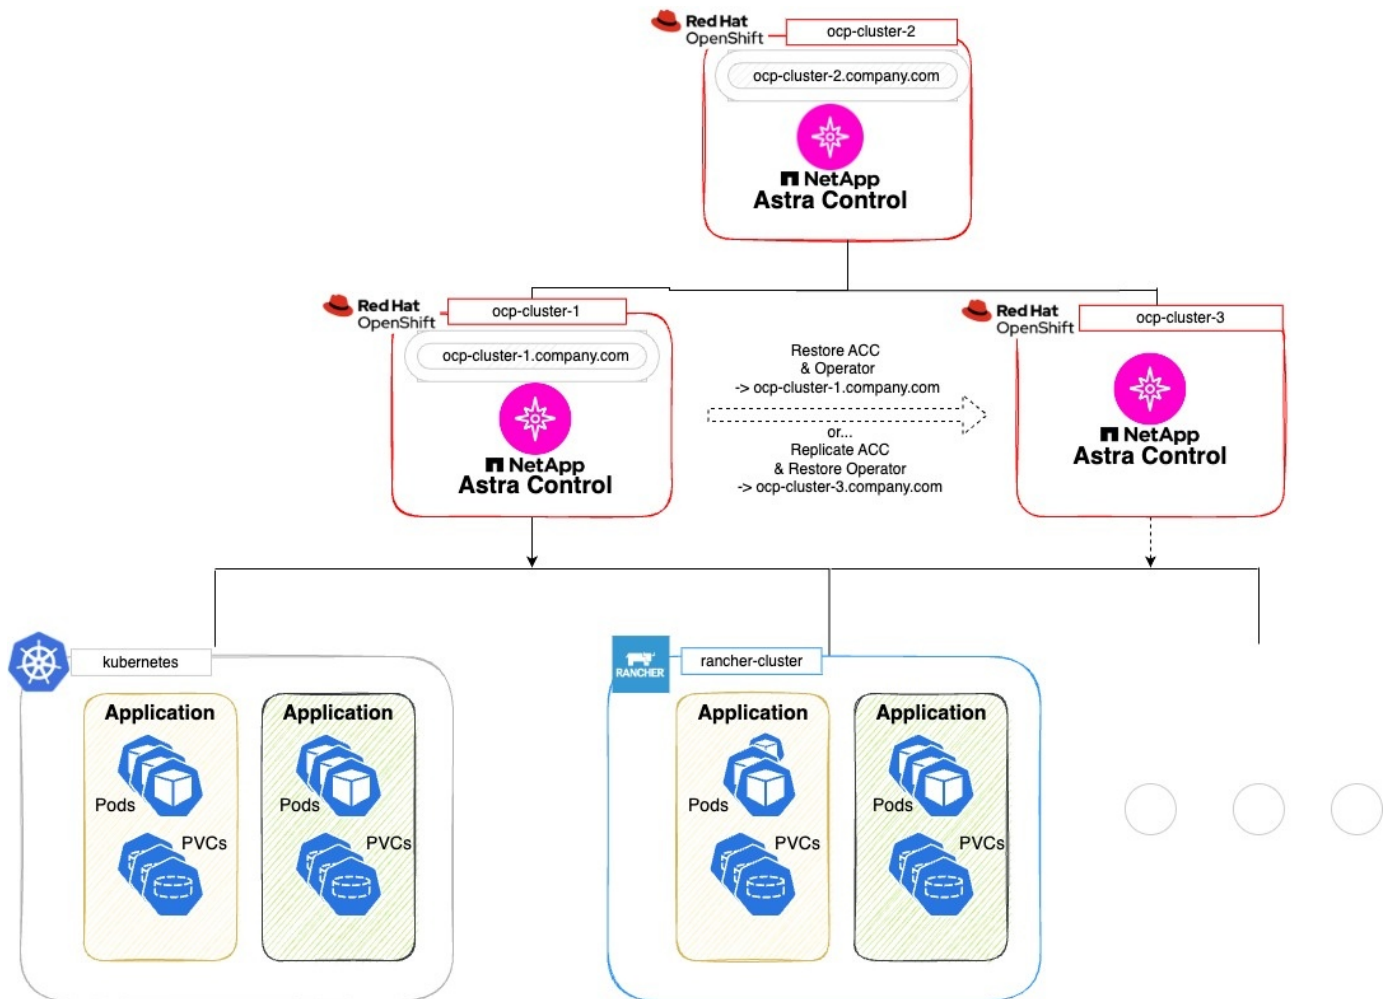 Red Hat
OpenShift
ocp-cluster-2
ocp-cluster-2.company.com
NetApp
Astra Control
Red Hat
OpenShift
ocp-cluster-1
ocp-cluster-1.company.com
NetApp
Astra Control
Restore ACC
& Operator
-> ocp-cluster-1.company.com
or...
Replicate ACC
& Restore Operator
-> ocp-cluster-3.company.com
Red Hat
OpenShift
ocp-cluster-3
NetApp
Astra Control
kubernetes
Application
Pods
PVCs
Application
Pods
PVCs
RANCHER
rancher-cluster
Application
Pods
PVCs
Application
Pods
PVCs